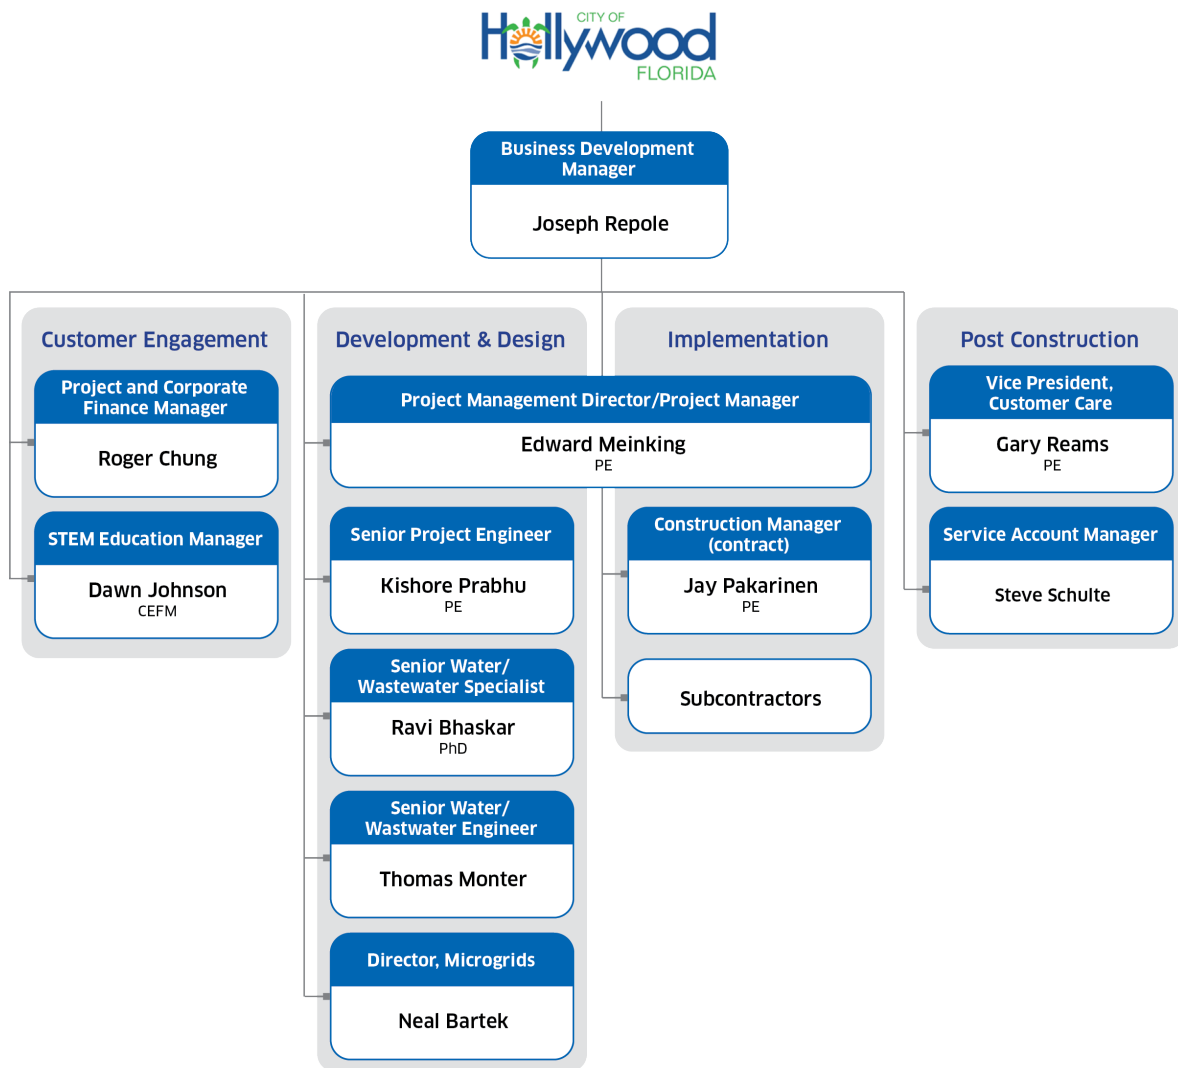 CITY OF
Hollywood
FLORIDA
Business Development
Manager
Joseph Repole
Customer Engagement
Project and Corporate
Finance Manager
Roger Chung
STEM Education Manager
Dawn Johnson
CEFM
Development & Design
Implementation
Project Management Director/Project Manager
Edward Meinking
PE
Senior Project Engineer
Kishore Prabhu
PE
Senior Water/
Wastewater Specialist
Ravi Bhaskar
PhD
Senior Water/
Wastwater Engineer
Thomas Monter
Director, Microgrids
Neal Bartek
Construction Manager
(contract)
Jay Pakarinen
PE
Subcontractors
Post Construction
Vice President,
Customer Care
Gary Reams
PE
Service Account Manager
Steve Schulte